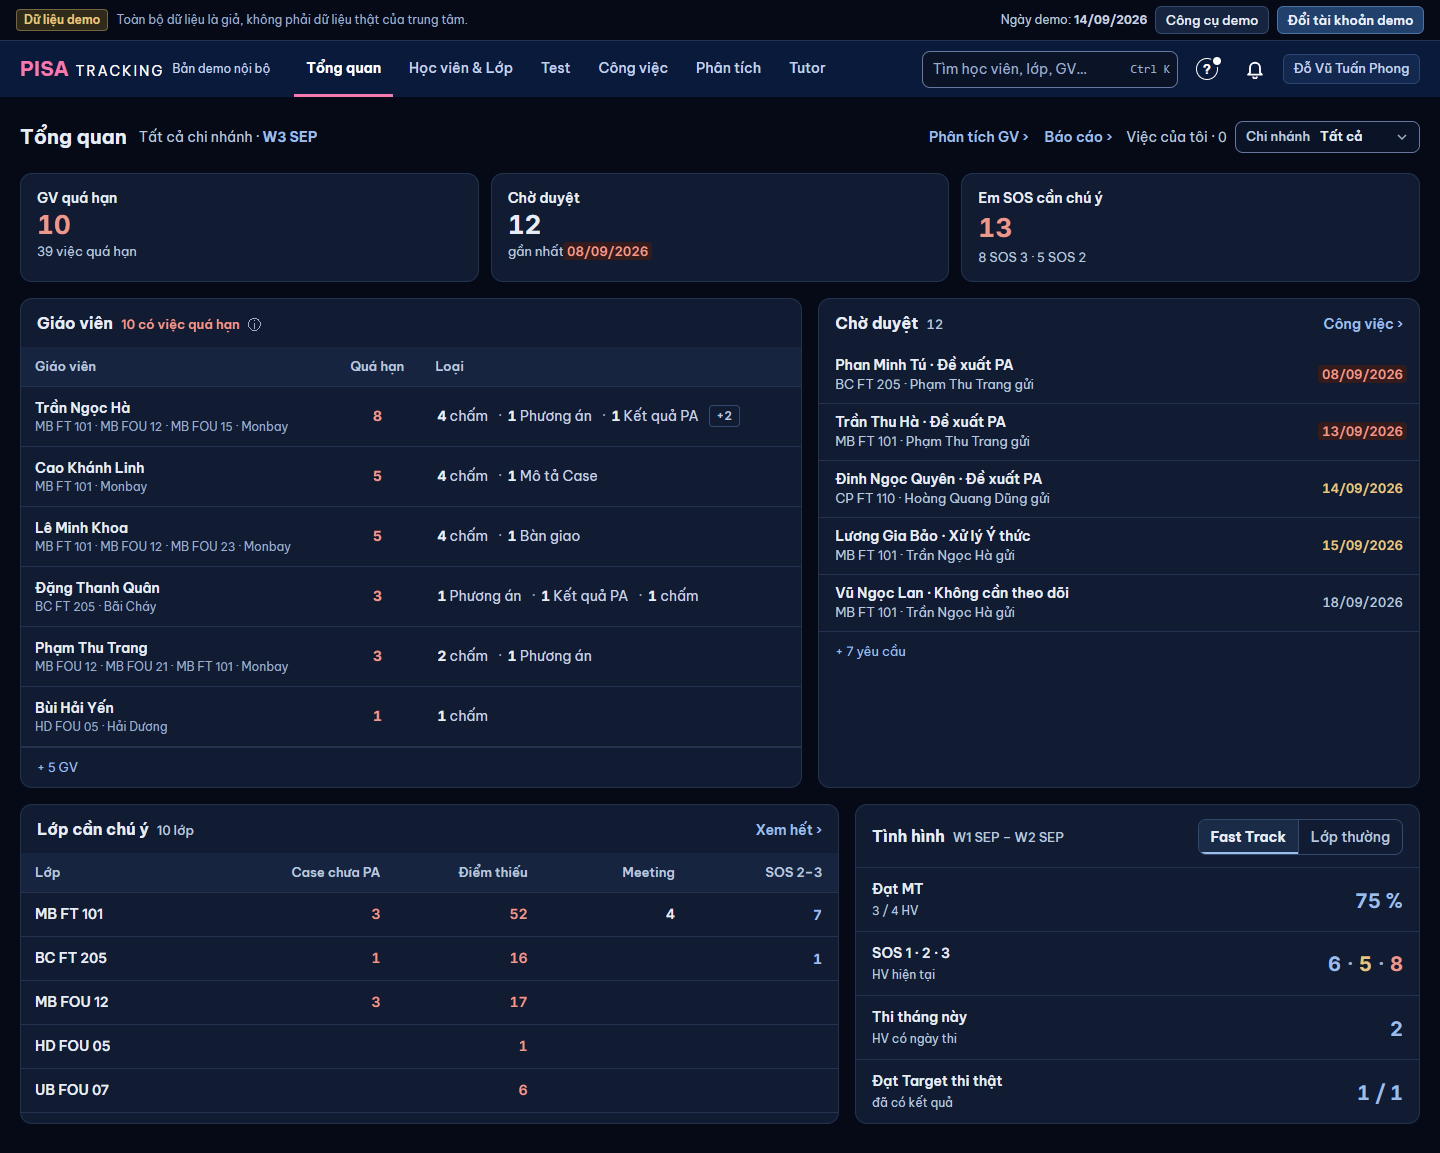 Dữ liệu demo Toàn bộ dữ liệu là giả, không phải dữ liệu thật của trung tâm. Ngày demo: 14/09/2026 Công cụ demo Đổi tài khoản demo
PISA TRACKING Bản demo nội bộ Tổng quan Học viên & Lớp Test Công việc Phân tích Tutor Tìm học viên, lớp, GV... Ctrl K ? Đỗ Vũ Tuấn Phong
Tổng quan Tất cả chi nhánh · W3 SEP Phân tích GV › Báo cáo › Việc của tôi · 0 Chi nhánh Tất cả
GV quá hạn
10
39 việc quá hạn
Chờ duyệt
12
gần nhất 08/09/2026
Em SOS cần chú ý
13
8 SOS 3 · 5 SOS 2
Giáo viên 10 có việc quá hạn
Giáo viên Quá hạn Loại
Trần Ngọc Hà
MB FT 101 · MB FOU 12 · MB FOU 15 · Monbay
8 4 chấm · 1 Phương án · 1 Kết quả PA +2
Cao Khánh Linh
MB FT 101 · Monbay
5 4 chấm · 1 Mô tả Case
Lê Minh Khoa
MB FT 101 · MB FOU 12 · MB FOU 23 · Monbay
5 4 chấm · 1 Bàn giao
Đặng Thanh Quân
BC FT 205 · Bãi Cháy
3 1 Phương án · 1 Kết quả PA · 1 chấm
Phạm Thu Trang
MB FOU 12 · MB FOU 21 · MB FT 101 · Monbay
3 2 chấm · 1 Phương án
Bùi Hải Yến
HD FOU 05 · Hải Dương
1 1 chấm
+ 5 GV
Chờ duyệt 12 Công việc ›
Phan Minh Tú · Đề xuất PA
BC FT 205 · Phạm Thu Trang gửi
08/09/2026
Trần Thu Hà · Đề xuất PA
MB FT 101 · Phạm Thu Trang gửi
13/09/2026
Đinh Ngọc Quyên · Đề xuất PA
CP FT 110 · Hoàng Quang Dũng gửi
14/09/2026
Lương Gia Bảo · Xử lý Ý thức
MB FT 101 · Trần Ngọc Hà gửi
15/09/2026
Vũ Ngọc Lan · Không cần theo dõi
MB FT 101 · Trần Ngọc Hà gửi
18/09/2026
+ 7 yêu cầu
Lớp cần chú ý 10 lớp Xem hết ›
Lớp Case chưa PA Điểm thiếu Meeting SOS 2–3
MB FT 101 3 52 4 7
BC FT 205 1 16 1
MB FOU 12 3 17
HD FOU 05 1
UB FOU 07 6
Tình hình W1 SEP – W2 SEP Fast Track Lớp thường
Đạt MT
3 / 4 HV
75 %
SOS 1 · 2 · 3
HV hiện tại
6 · 5 · 8
Thi tháng này
HV có ngày thi
2
Đạt Target thi thật
đã có kết quả
1 / 1